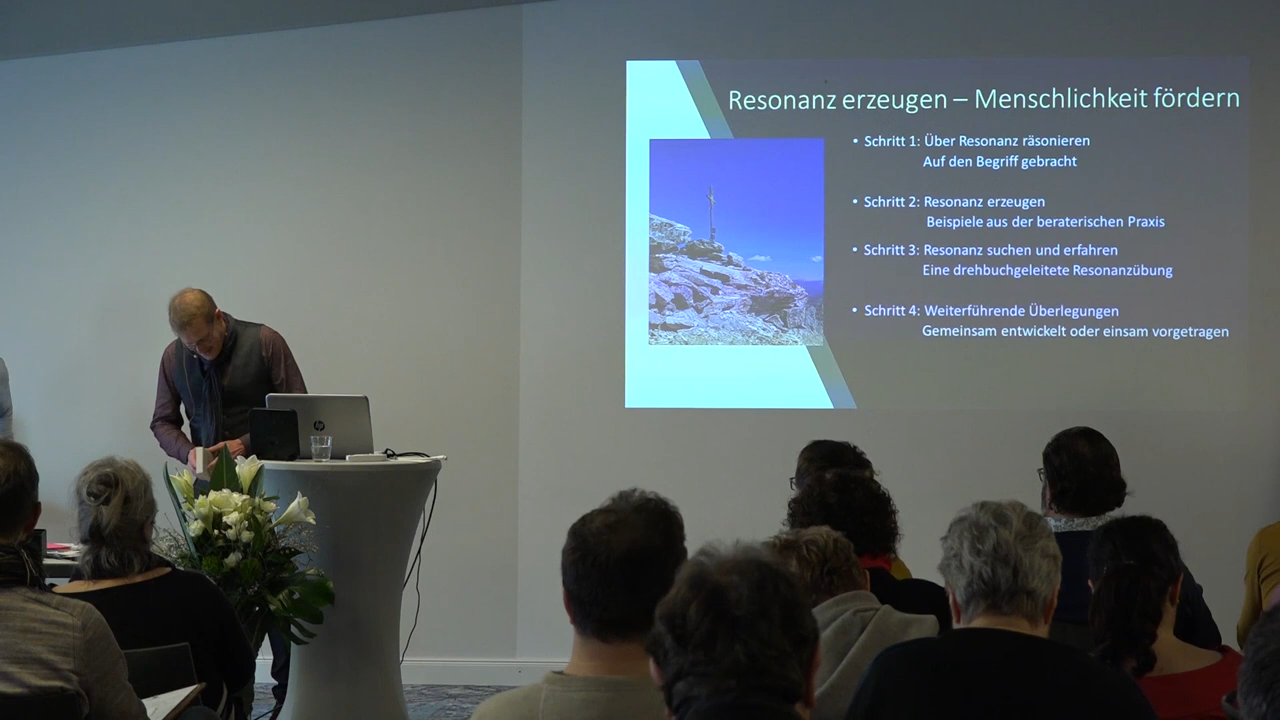 Resonanz erzeugen – Menschlichkeit fördern
• Schritt 1: Über Resonanz räsonieren
Auf den Begriff gebracht
• Schritt 2: Resonanz erzeugen
Beispiele aus der beraterischen Praxis
• Schritt 3: Resonanz suchen und erfahren
Eine drehbuchgeleitete Resonanzübung
• Schritt 4: Weiterführende Überlegungen
Gemeinsam entwickelt oder einsam vorgetragen
hp